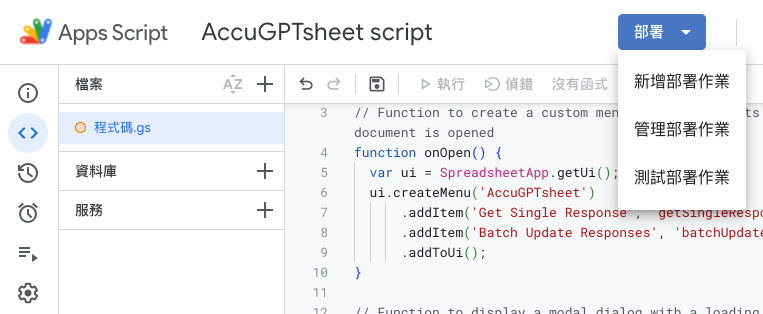 Apps Script
AccuGPTsheet script
部署
檔案
AZ
執行
偵錯
沒有函式
新增部署作業
管理部署作業
測試部署作業
程式碼.gs
資料庫
服務
3 // Function to create a custom men
document is opened
4 function onOpen() {
5 var ui = SpreadsheetApp.getUi();
6 ui.createMenu('AccuGPTsheet')
7 .addItem('Get Single Response', 'getSingleRespo
8 .addItem('Batch Update Responses', 'batchUpdate
9 .addToUi();
10 }
11
12 // Function to display a modal dialog with a loading